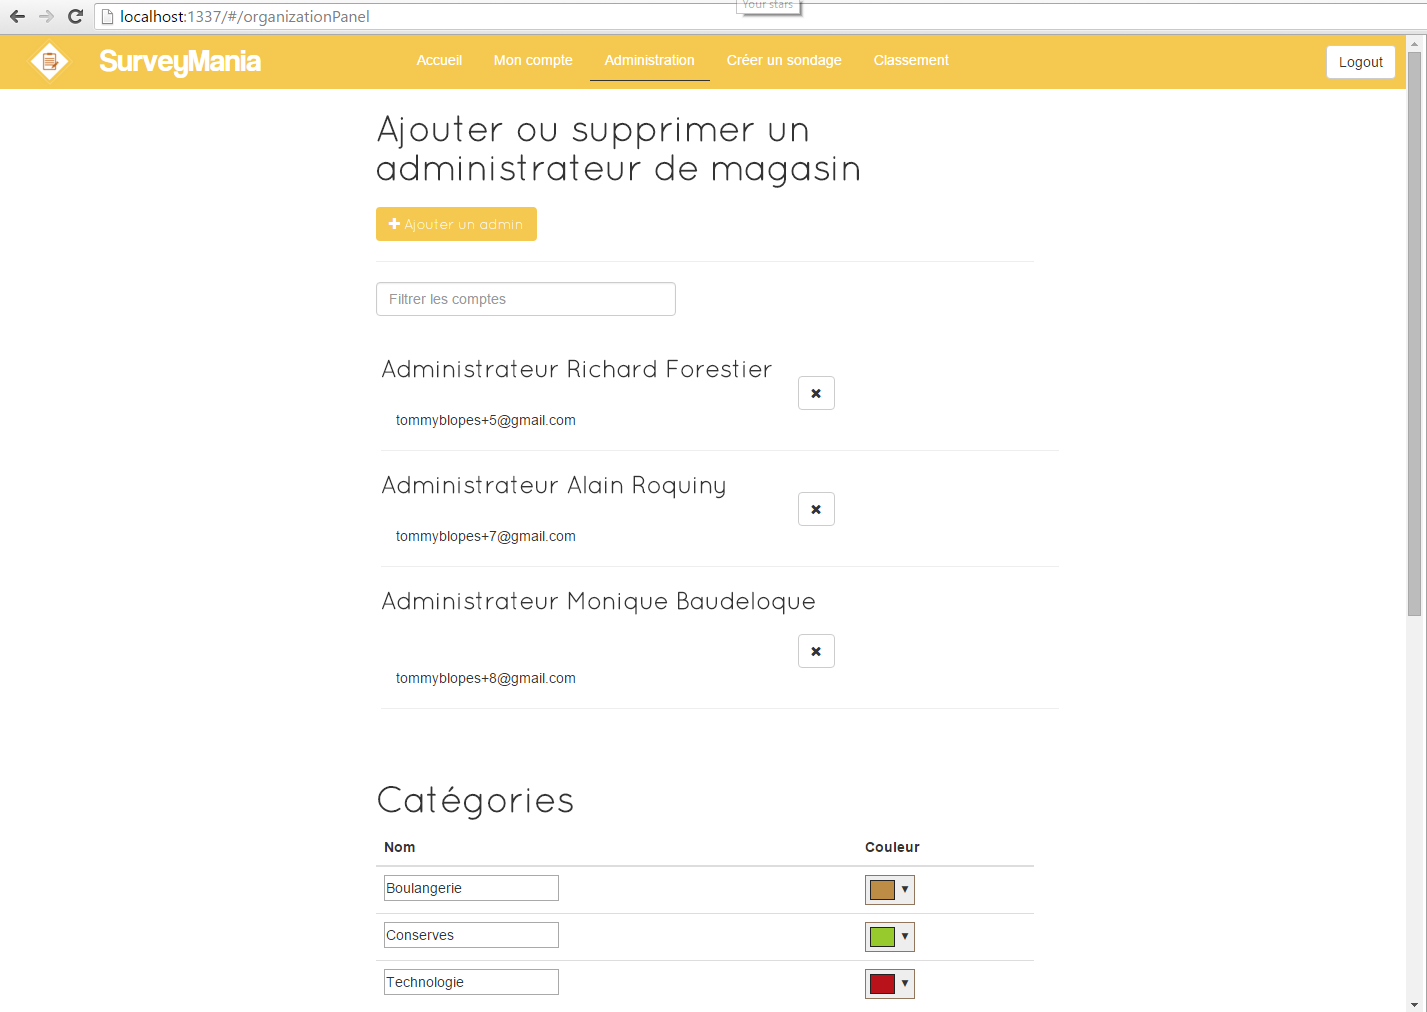 Your stars
localhost:1337/#/organizationPanel
SurveyMania
Accueil
Mon compte
Administration
Créer un sondage
Classement
Logout
Ajouter ou supprimer un
administrateur de magasin
Ajouter un admin
Filtrer les comptes
Administrateur Richard Forestier
tommyblopes+5@gmail.com
Administrateur Alain Roquiny
tommyblopes+7@gmail.com
Administrateur Monique Baudeloque
tommyblopes+8@gmail.com
Catégories
Nom
Couleur
Boulangerie
Conserves
Technologie